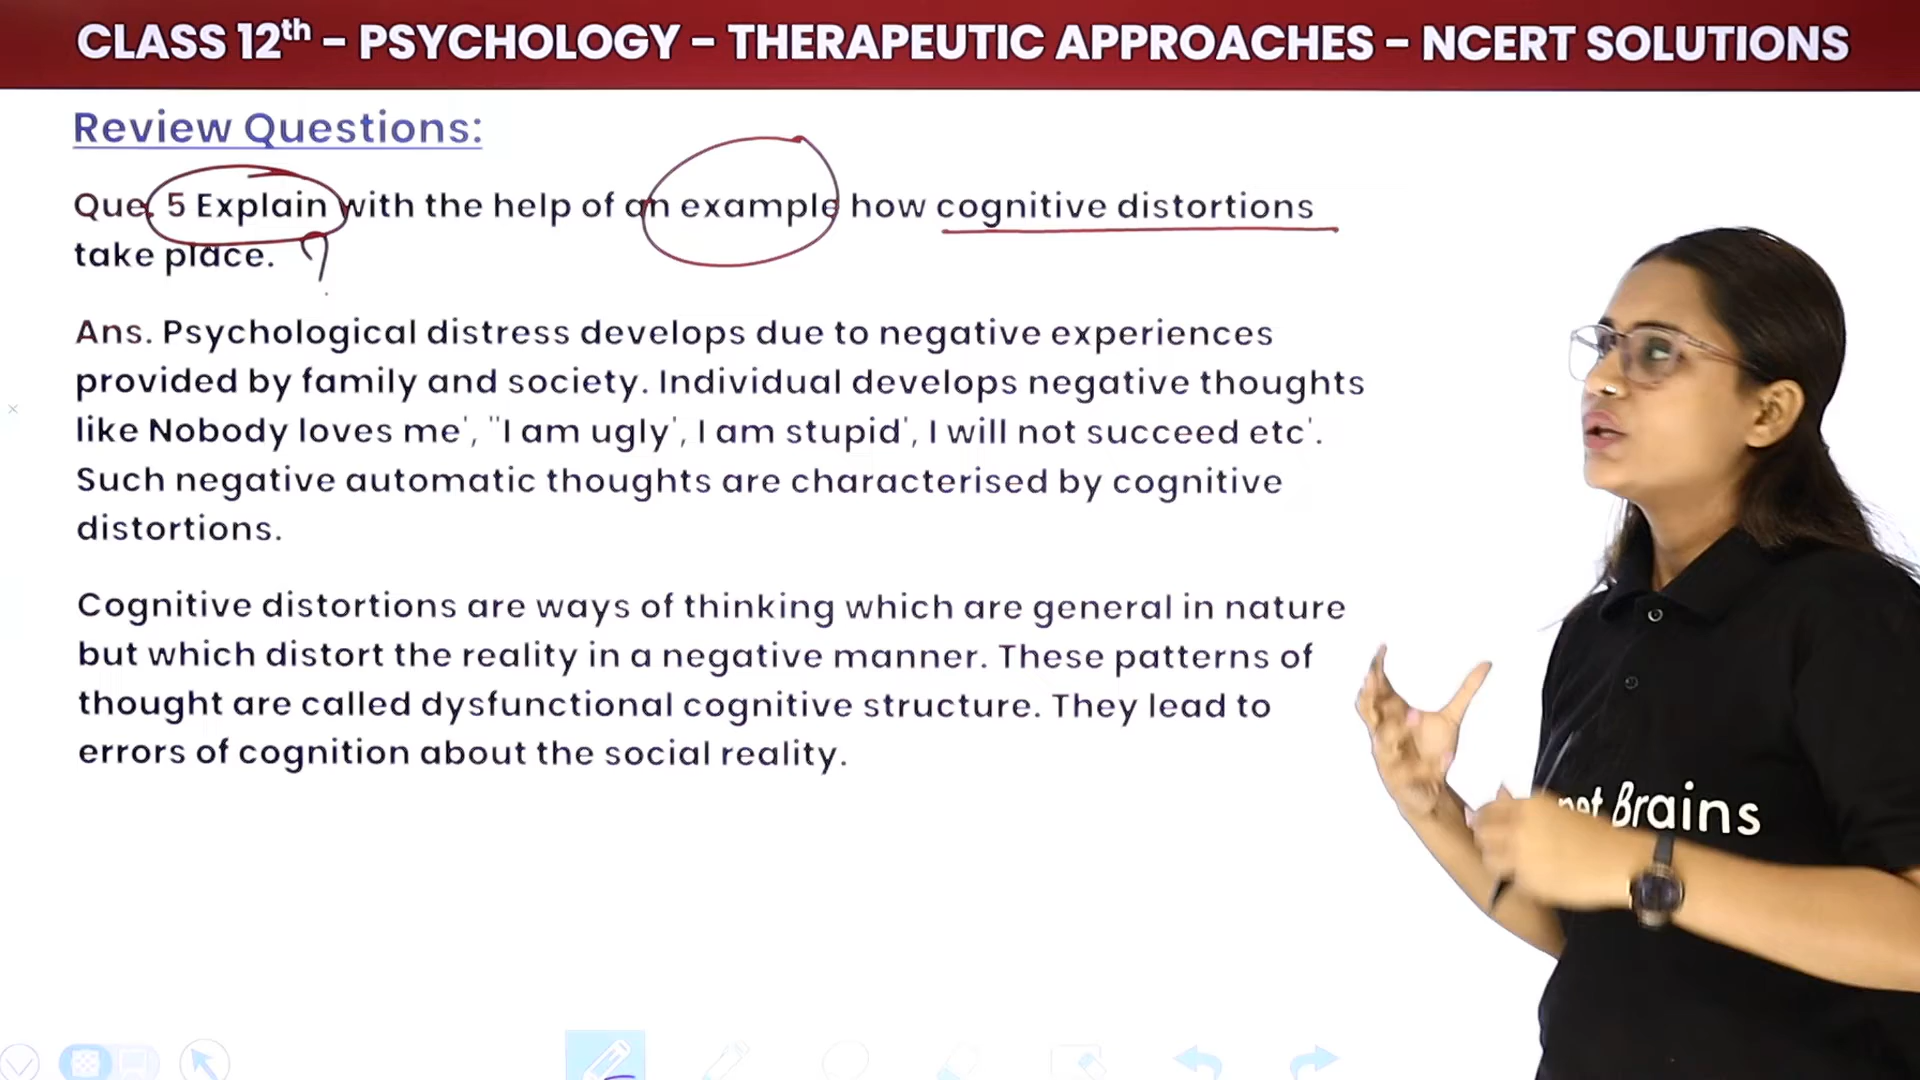 CLASS 12th - PSYCHOLOGY - THERAPEUTIC APPROACHES - NCERT SOLUTIONS
Review Questions:
Que. 5 Explain with the help of an example how cognitive distortions
take place.
Ans. Psychological distress develops due to negative experiences
provided by family and society. Individual develops negative thoughts
like Nobody loves me', "I am ugly', I am stupid', I will not succeed etc'.
Such negative automatic thoughts are characterised by cognitive
distortions.
Cognitive distortions are ways of thinking which are general in nature
but which distort the reality in a negative manner. These patterns of
thought are called dysfunctional cognitive structure. They lead to
errors of cognition about the social reality.
Brains